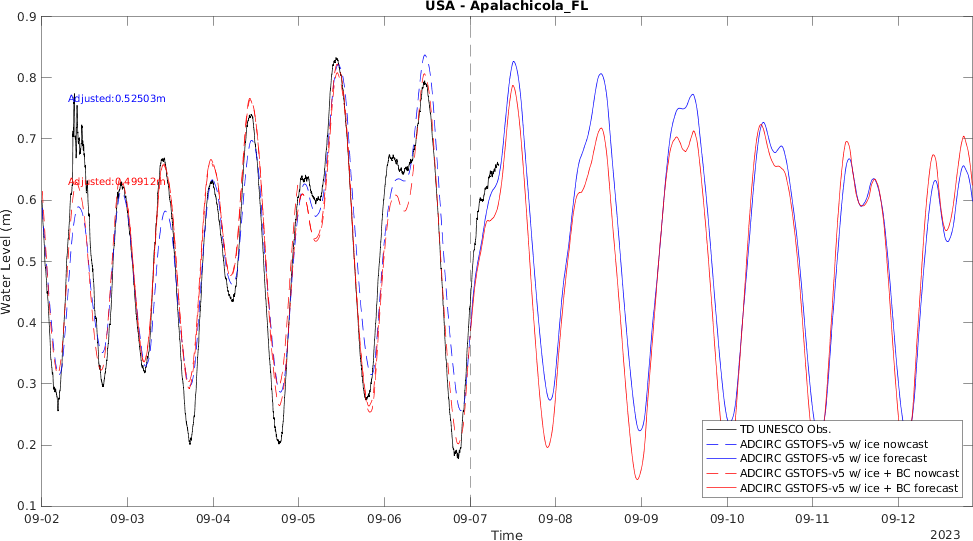 USA - Apalachicola_FL
0.9
0.8
0.7
0.6
0.5
0.4
0.3
0.2
0.1
Water Level (m)
Adjusted:0.52503m
Adjusted:0.49912m
TD UNESCO Obs.
ADCIRC GSTOFS-v5 w/ ice nowcast
ADCIRC GSTOFS-v5 w/ ice forecast
ADCIRC GSTOFS-v5 w/ ice + BC nowcast
ADCIRC GSTOFS-v5 w/ ice + BC forecast
09-02 09-03 09-04 09-05 09-06 09-07 09-08 09-09 09-10 09-11 09-12
Time
2023